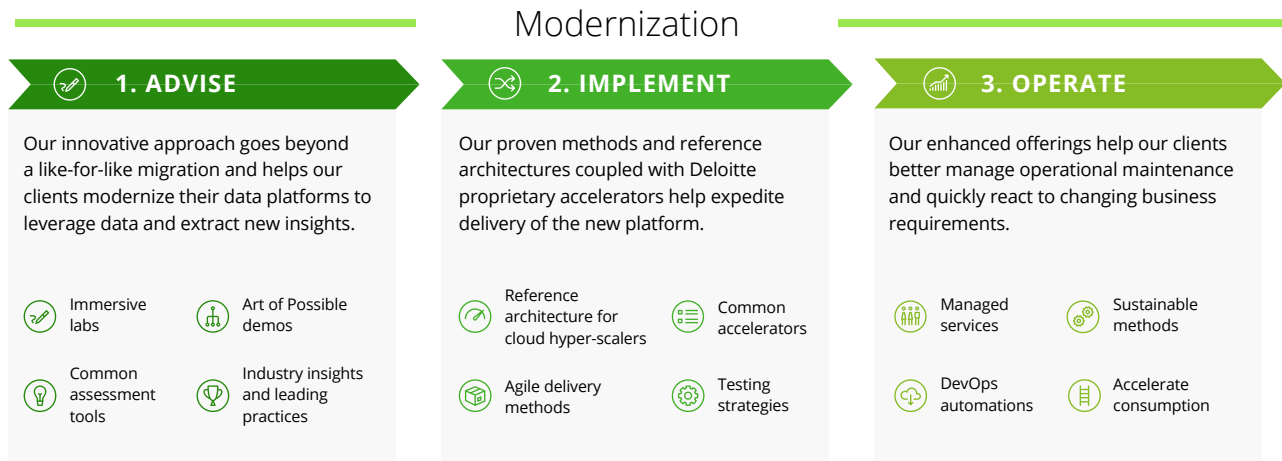 Modernization
1. ADVISE
Our innovative approach goes beyond
a like-for-like migration and helps our
clients modernize their data platforms to
leverage data and extract new insights.
Immersive
labs
Art of Possible
demos
Common
assessment
tools
Industry insights
and leading
practices
2. IMPLEMENT
Our proven methods and reference
architectures coupled with Deloitte
proprietary accelerators help expedite
delivery of the new platform.
Reference
architecture for
cloud hyper-scalers
Common
accelerators
Agile delivery
methods
Testing
strategies
3. OPERATE
Our enhanced offerings help our clients
better manage operational maintenance
and quickly react to changing business
requirements.
Managed
services
Sustainable
methods
DevOps
automations
Accelerate
consumption